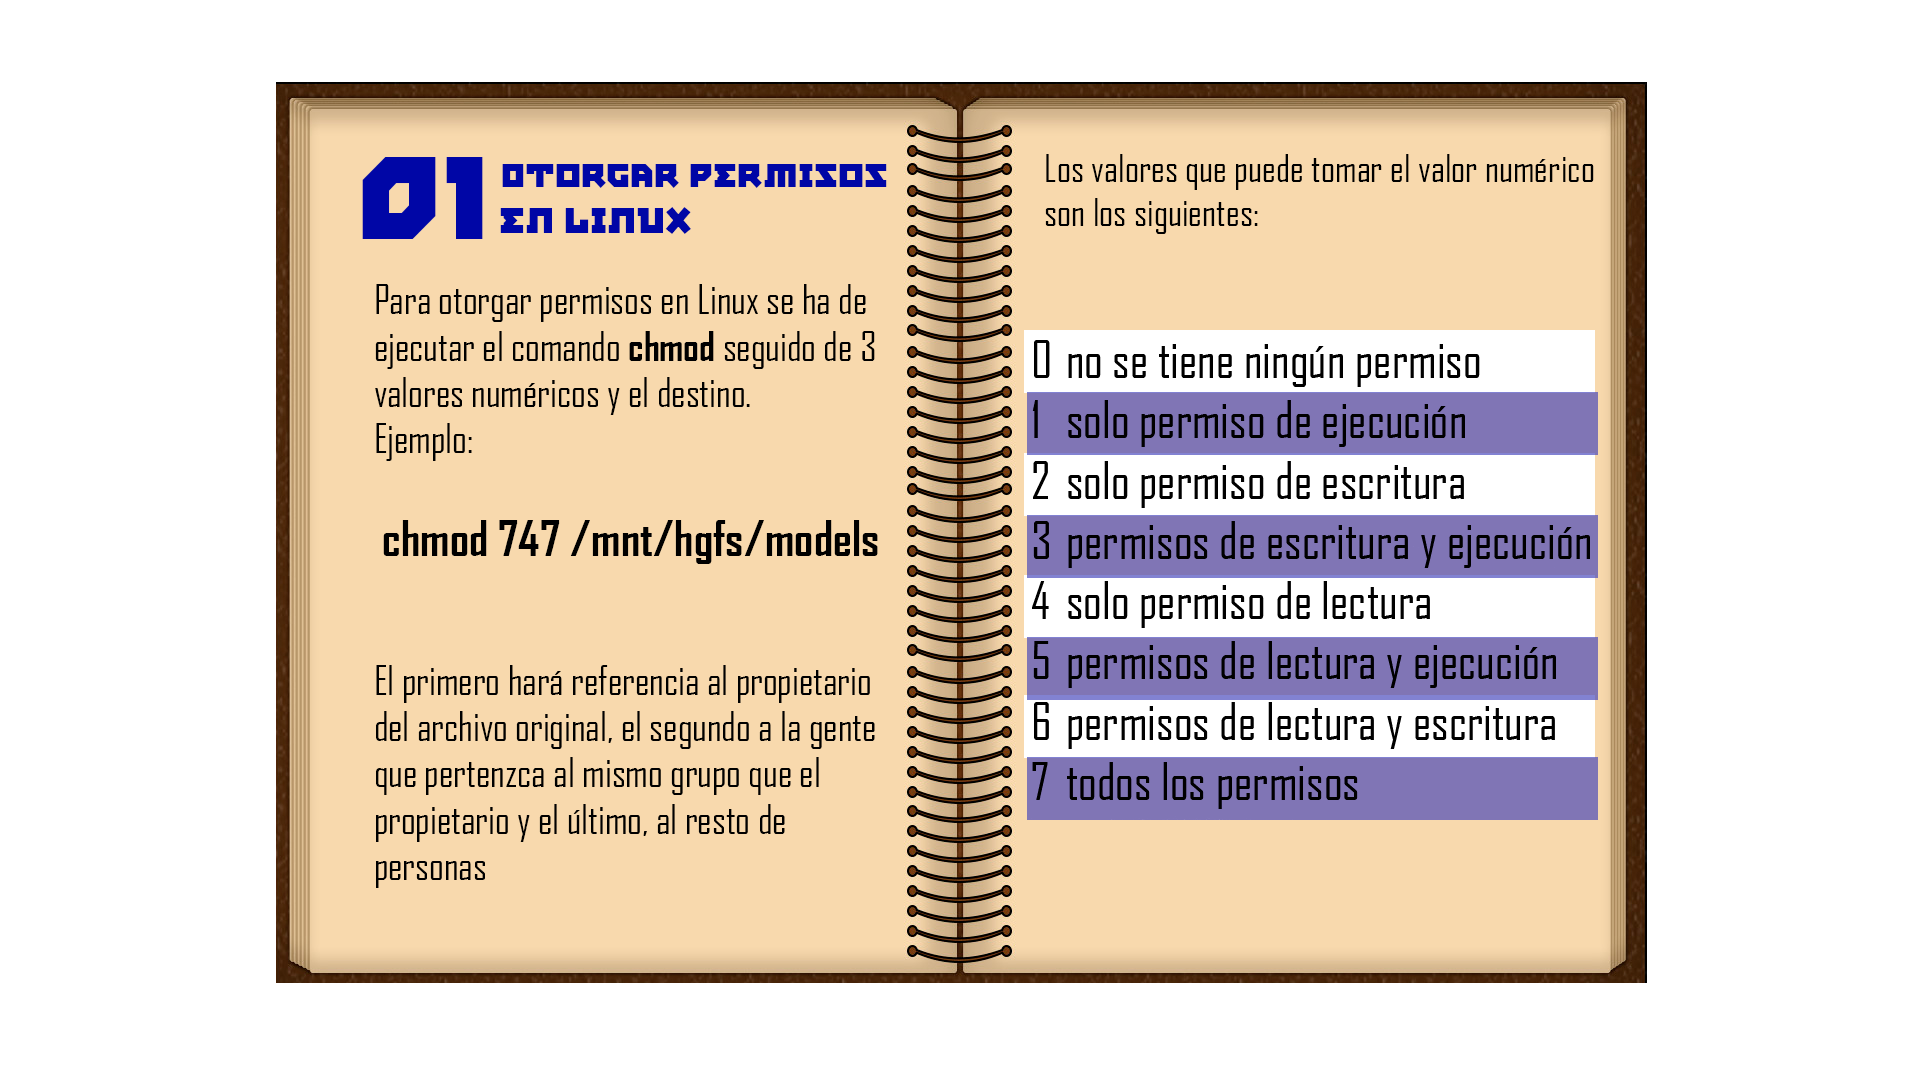 01 OTORGAR PERMISOS
EN LINUX
Para otorgar permisos en Linux se ha de
ejecutar el comando chmod seguido de 3
valores numéricos y el destino.
Ejemplo:
chmod 747 /mnt/hgfs/models
El primero hará referencia al propietario
del archivo original, el segundo a la gente
que pertenzca al mismo grupo que el
propietario y el último, al resto de
personas
Los valores que puede tomar el valor numérico
son los siguientes:
0 no se tiene ningún permiso
1 solo permiso de ejecución
2 solo permiso de escritura
3 permisos de escritura y ejecución
4 solo permiso de lectura
5 permisos de lectura y ejecución
6 permisos de lectura y escritura
7 todos los permisos